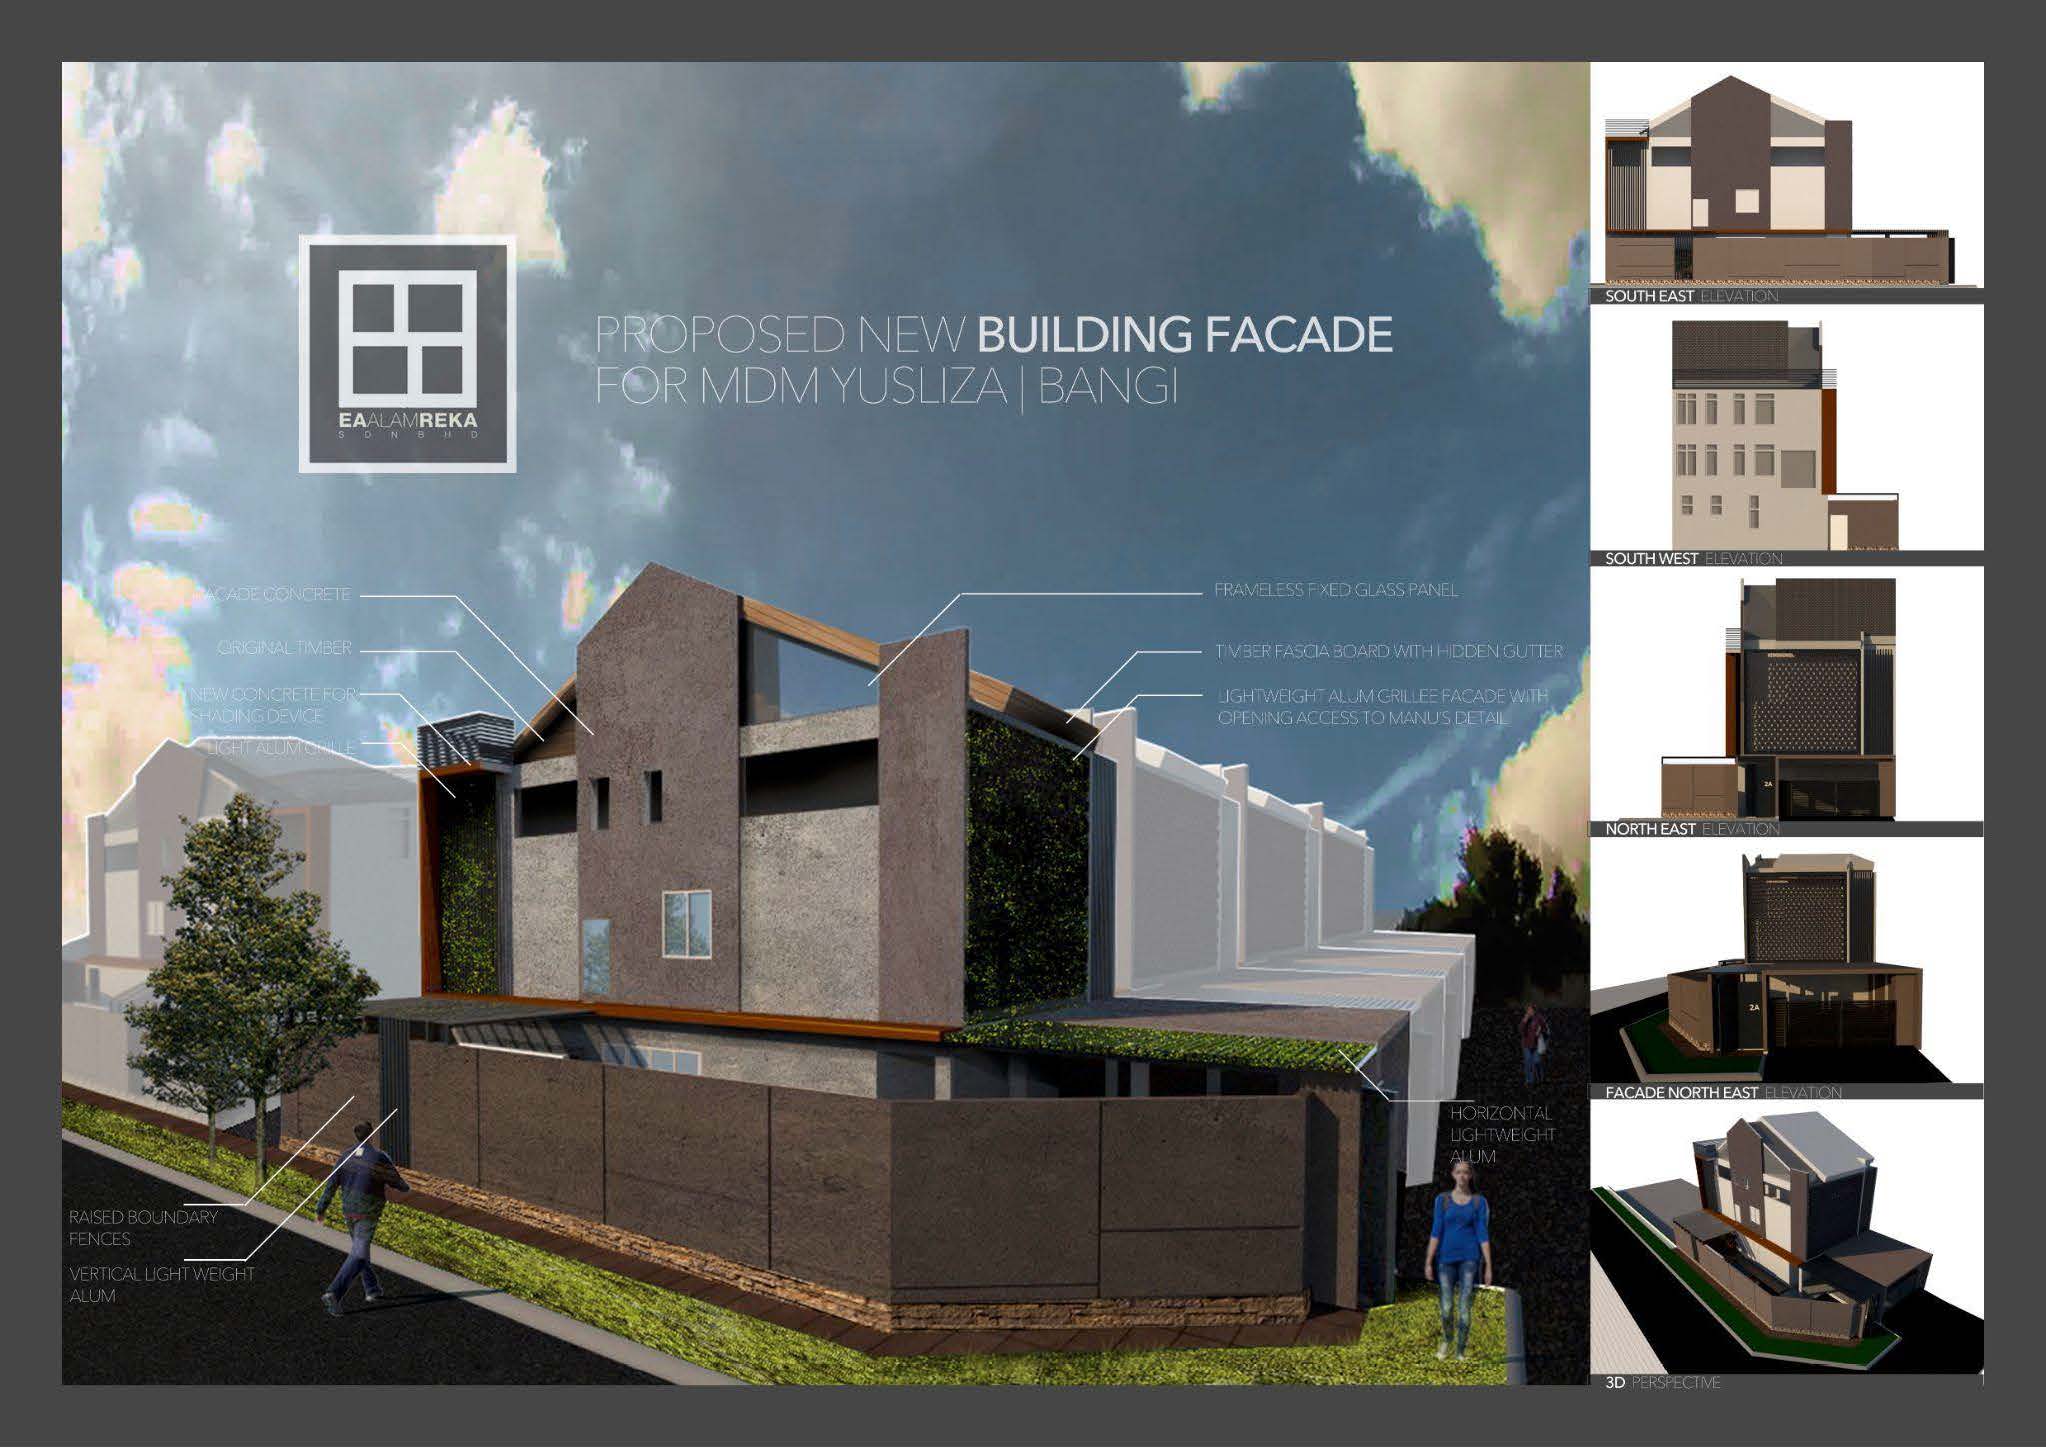 EAALAMREKA
SDNBHD
PROPOSED NEW BUILDING FACADE
FOR MDM YUSLIZA | BANGI
FACADE CONCRETE
ORIGINAL TIMBER
NEW CONCRETE FOR
SHADING DEVICE
LIGHT ALUM GRILLE
FRAMELESS FIXED GLASS PANEL
TIMBER FASCIA BOARD WITH HIDDEN GUTTER
LIGHTWEIGHT ALUM GRILLEE FACADE WITH
OPENING ACCESS TO MANU'S DETAIL
HORIZONTAL
LIGHTWEIGHT
ALUM
RAISED BOUNDARY
FENCES
VERTICAL LIGHT WEIGHT
ALUM
SOUTH EAST ELEVATION
SOUTH WEST ELEVATION
2A
NORTH EAST ELEVATION
2A
FACADE NORTH EAST ELEVATION
3D PERSPECTIVE